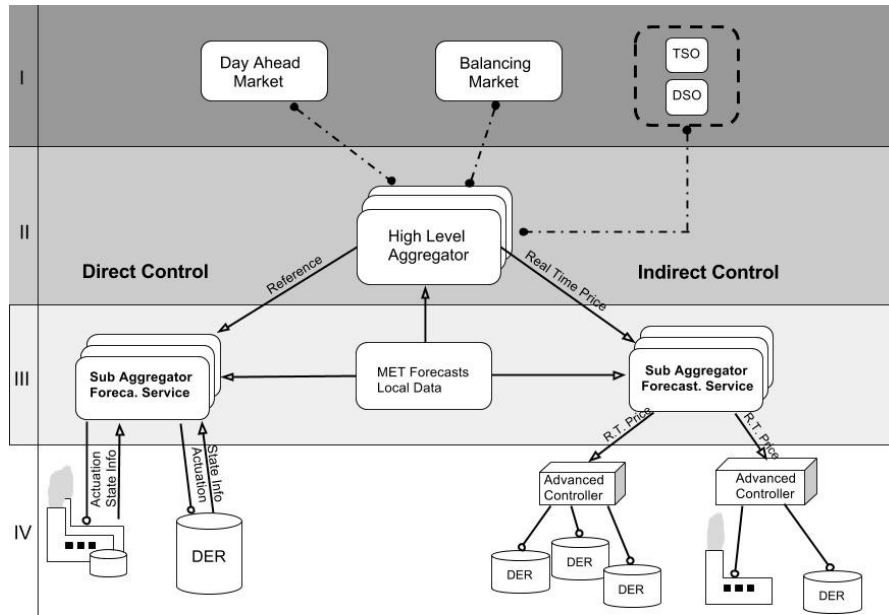 I
Day Ahead
Market
Balancing
Market
TSO
DSO
II
High Level
Aggregator
Direct Control
Reference
Real Time Price
Indirect Control
III
Sub Aggregator
Foreca. Service
MET Forecasts
Local Data
Sub Aggregator
Forecast. Service
R.T. Price
R.T. Price
IV
Actuation
State Info
Actuation
State Info
DER
Advanced
Controller
Advanced
Controller
DER
DER
DER
DER